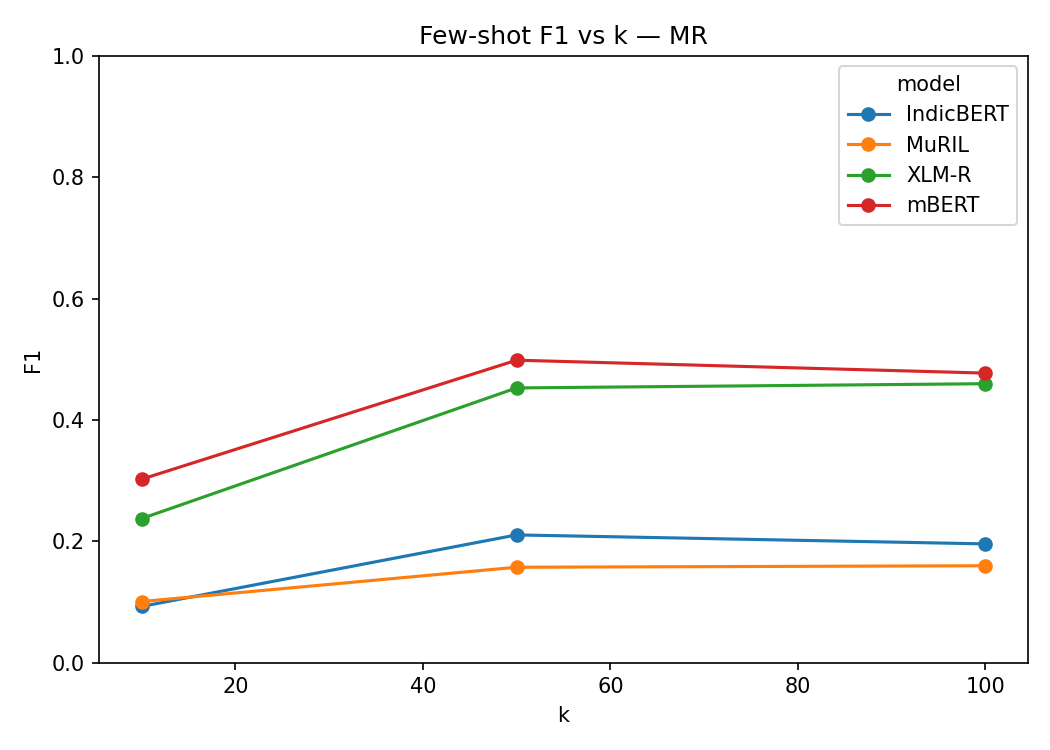 Few-shot F1 vs k — MR
model
IndicBERT
MuRIL
XLM-R
mBERT
F1
1.0
0.8
0.6
0.4
0.2
0.0
20 40 60 80 100
k